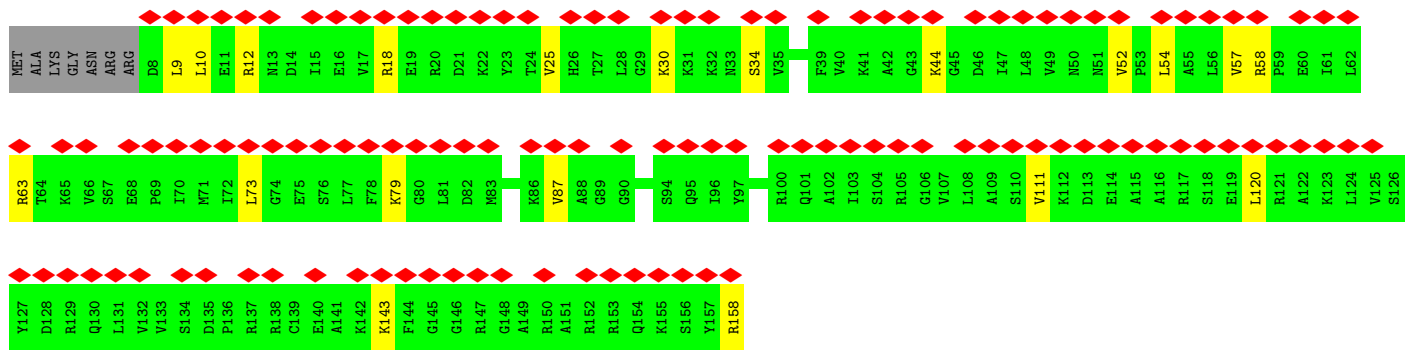 MET ALA LYS GLY ASN ARG ARG D8 L9 L10 E11 R12 N13 D14 I15 E16 V17 R18 E19 R20 D21 K22 Y23 T24 V25 H26 T27 L28 G29 K30 K31 K32 N33 S34 V35 F39 V40 K41 A42 G43 K44 G45 D46 I47 L48 V49 N50 N51 V52 P53 L54 A55 L56 V57 R58 P59 E60 I61 L62
R63 T64 K65 V66 S67 E68 P69 I70 M71 I72 L73 G74 E75 S76 L77 F78 K79 G80 L81 D82 M83 K86 V87 A88 G89 G90 S94 Q95 I96 Y97 R100 Q101 A102 I103 S104 R105 G106 V107 L108 A109 S110 V111 K112 D113 E114 A115 A116 R117 S118 E119 L120 R121 A122 K123 L124 V125 S126
Y127 D128 R129 Q130 L131 V132 V133 S134 D135 P136 R137 R138 C139 E140 A141 K142 K143 F144 G145 G146 R147 G148 A149 R150 A151 R152 R153 Q154 K155 S156 Y157 R158